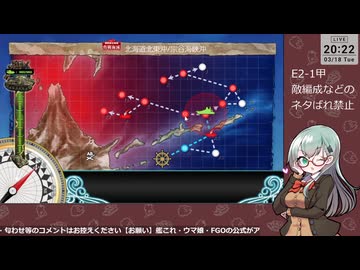 北海道北東沖/宗谷海峡沖
LIVE
20:22
03/18 Tue
E2-1甲
敵編成などの
ネタばれ禁止
・匂わせ等のコメントはお控えください【お願い】艦これ・ウマ娘・FGOの公式がア